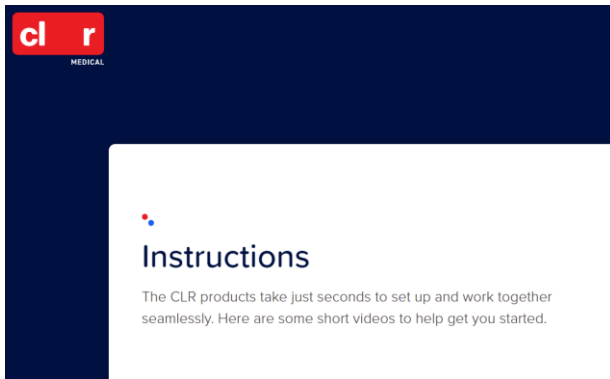 cl r
MEDICAL
Instructions
The CLR products take just seconds to set up and work together
seamlessly. Here are some short videos to help get you started.